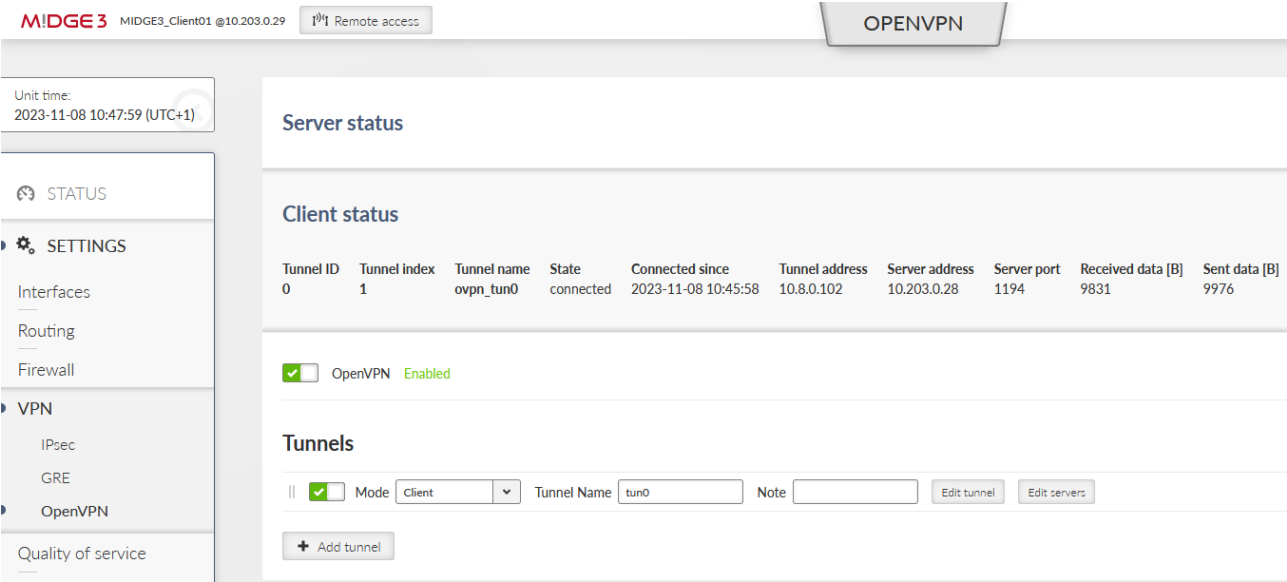 M!DGE3 MIDGE3_Client01 @10.203.0.29 Remote access OPENVPN
Unit time:
2023-11-08 10:47:59 (UTC+1)
STATUS
SETTINGS
Interfaces
Routing
Firewall
VPN
IPsec
GRE
OpenVPN
Quality of service
Server status
Client status
Tunnel ID Tunnel index Tunnel name State Connected since Tunnel address Server address Server port Received data [B] Sent data [B]
0 1 ovpn_tun0 connected 2023-11-08 10:45:58 10.8.0.102 10.203.0.28 1194 9831 9976
OpenVPN Enabled
Tunnels
Mode Client Tunnel Name tun0 Note Edit tunnel Edit servers
+ Add tunnel